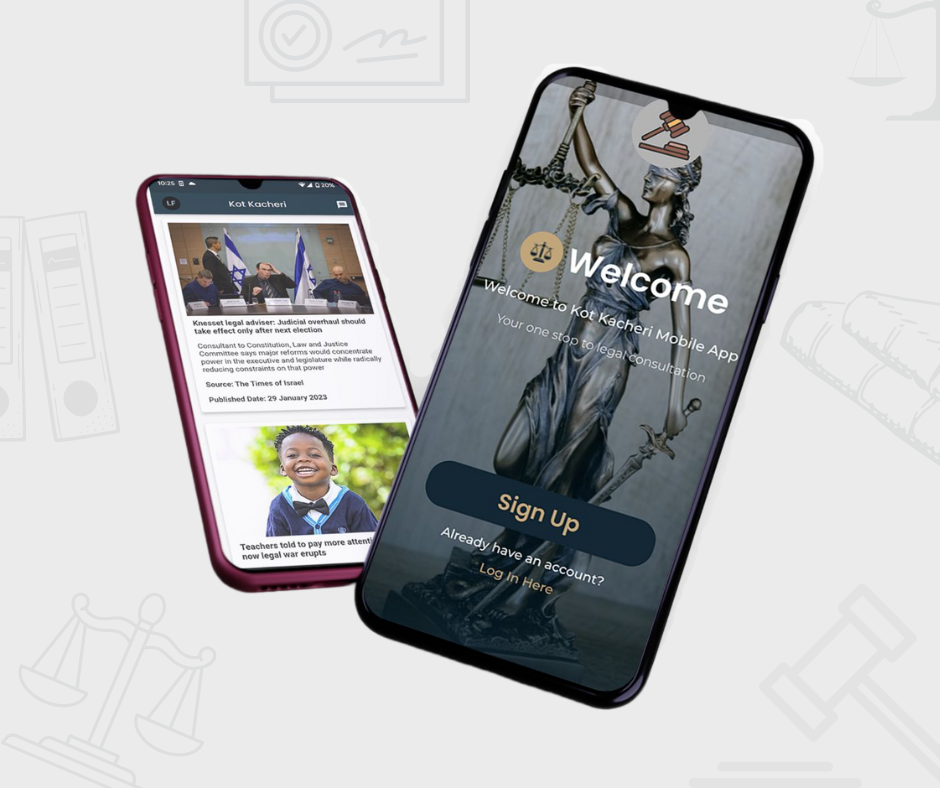 10:25
20%
LF
Kot Kacheri
Knesset legal adviser: Judicial overhaul should
take effect only after next election
Consultant to Constitution, Law and Justice
Committee says major reforms would concentrate
power in the executive and legislature while radically
reducing constraints on that power
Source: The Times of Israel
Published Date: 29 January 2023
Teachers told to pay more attenti
now legal war erupts
Welcome
Welcome to Kot Kacheri Mobile App
Your one stop to legal consultation
Sign Up
Already have an account?
Log In Here